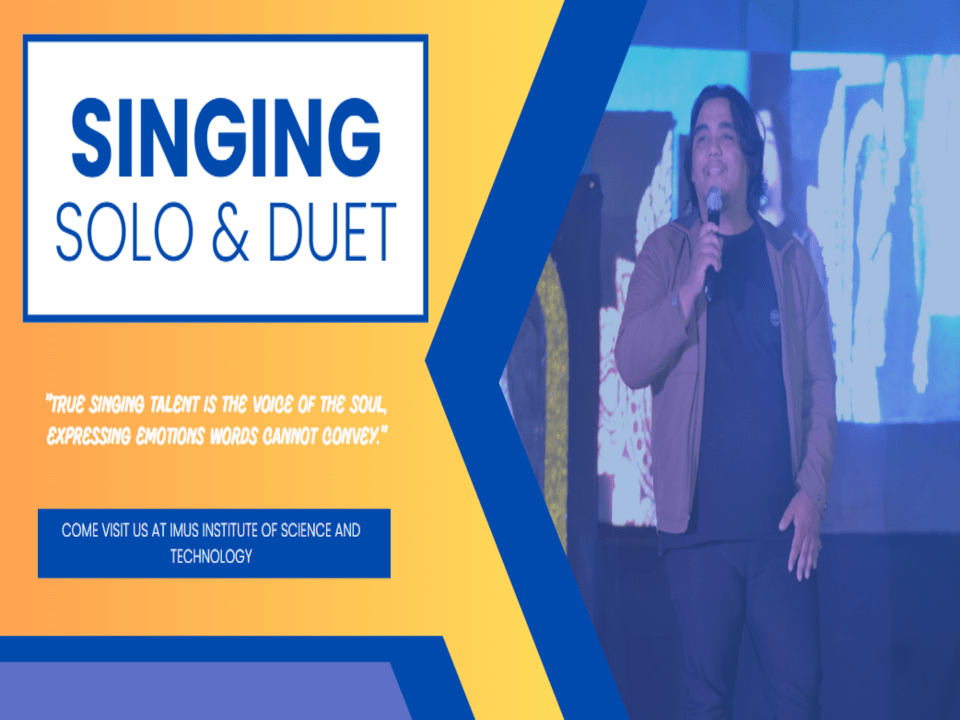 SINGING
SOLO & DUET
"TRUE SINGING TALENT IS THE VOICE OF THE SOUL,
EXPRESSING EMOTIONS WORDS CANNOT CONVEY."
COME VISIT US AT IMUS INSTITUTE OF SCIENCE AND
TECHNOLOGY